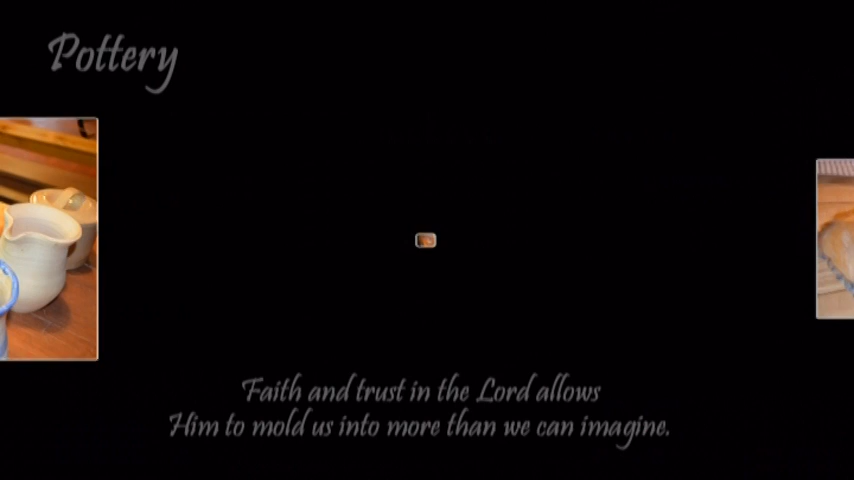 Pottery
Faith and trust in the Lord allows
Him to mold us into more than we can imagine.